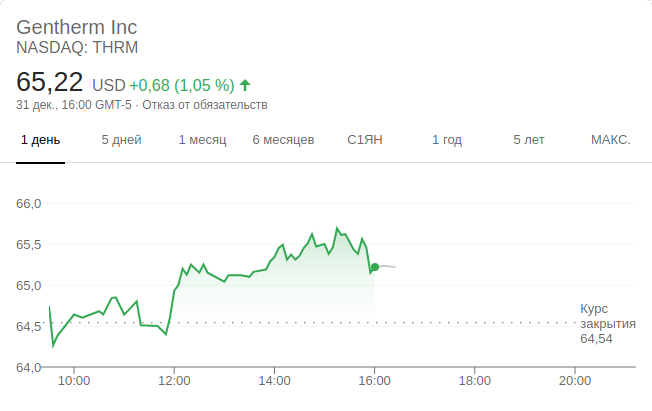 Gentherm Inc
NASDAQ: THRM
65,22 USD +0,68 (1,05 %)
31 дек., 16:00 GMT-5 · Отказ от обязательств
1 день 5 дней 1 месяц 6 месяцев С1ЯН 1 год 5 лет МАКС.
66,0
65,5
65,0
64,5
64,0
Курс
закрытия
64,54
10:00 12:00 14:00 16:00 18:00 20:00